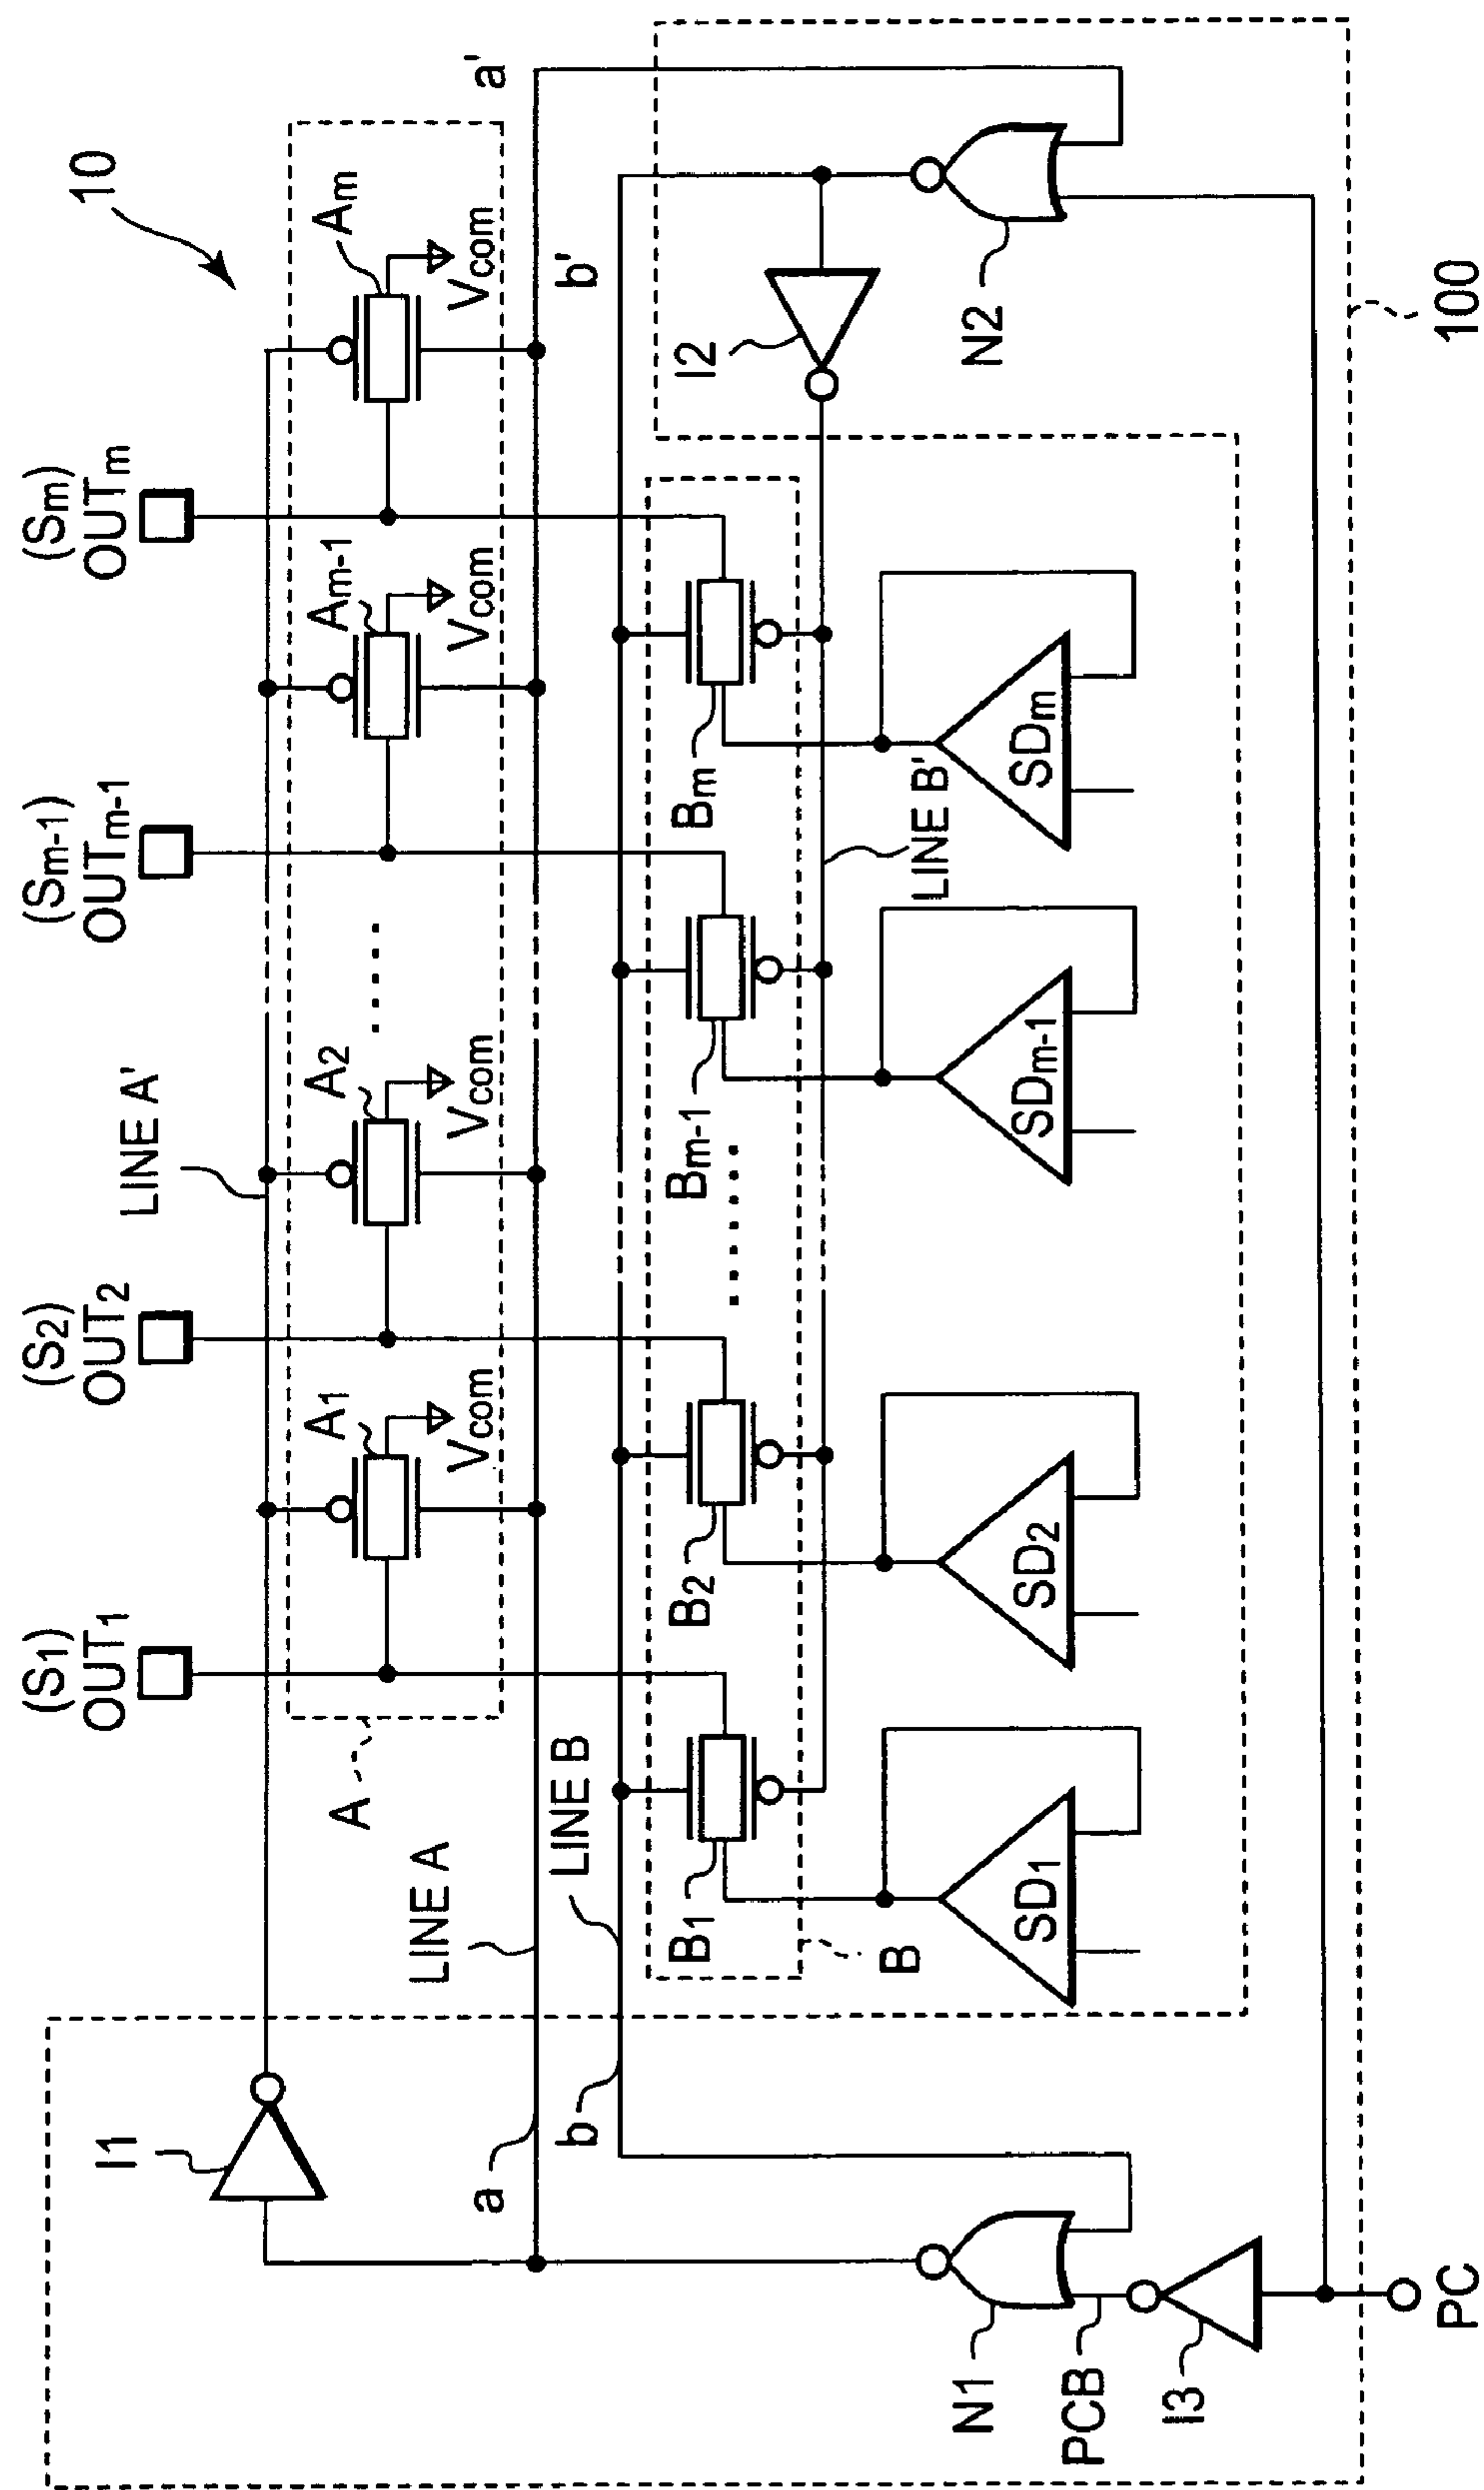 10
(S1)
OUT1
(S2)
OUT2
(Sm-1)
OUTm-1
(Sm)
OUTm
I1
LINE A'
A1
A2
Am-1
Am
Vcom
Vcom
Vcom
Vcom
A
a
LINE A
a'
b
LINE B
b'
B1
B2
Bm-1
Bm
B
LINE B'
I2
N2
SD1
SD2
SDm-1
SDm
N1
PCB
I3
PC
100